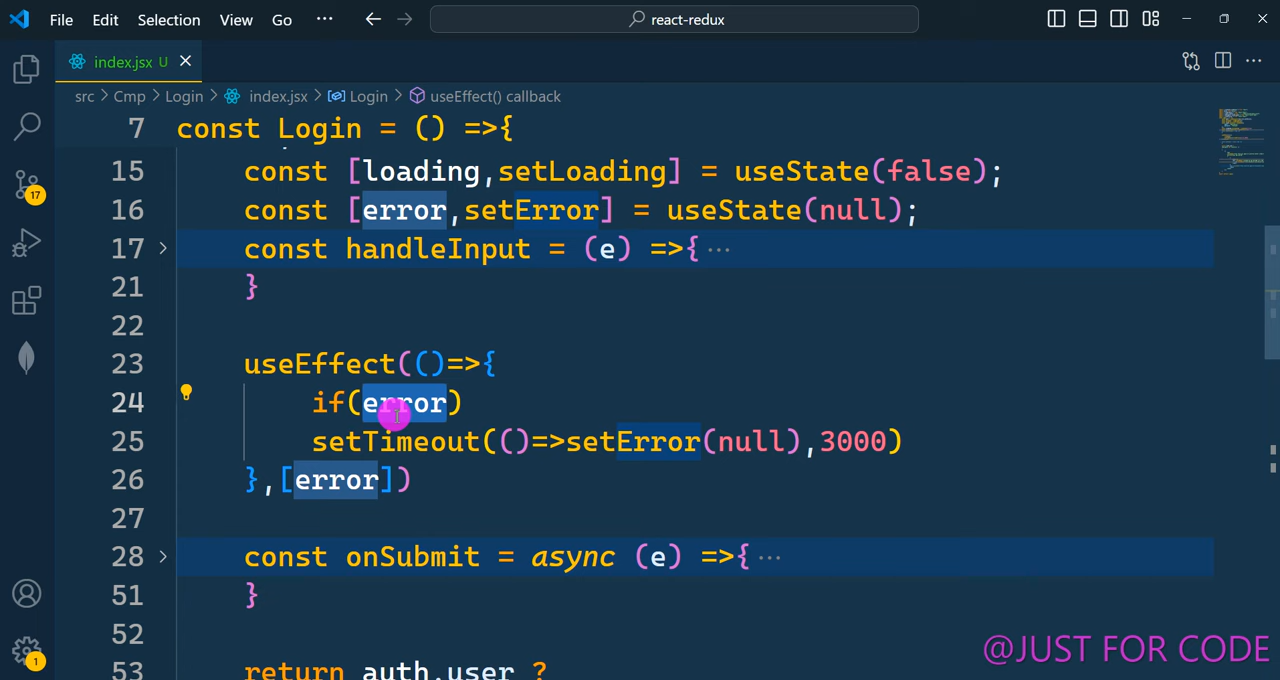 File Edit Selection View Go ··· react-redux
index.jsx U
src > Cmp > Login > index.jsx > Login > useEffect() callback
7 const Login = () =>{
15 const [loading,setLoading] = useState(false);
16 const [error,setError] = useState(null);
17 const handleInput = (e) =>{ ···
21 }
22
23 useEffect(()=>{
24 if(error)
25 setTimeout(()=>setError(null),3000)
26 },[error])
27
28 const onSubmit = async (e) =>{ ···
51 }
52
53 return auth.user ?
17
1
@JUST FOR CODE